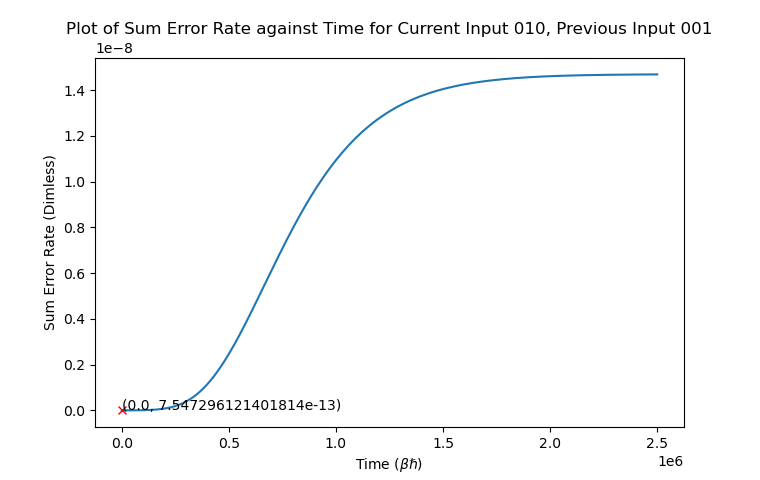 Plot of Sum Error Rate against Time for Current Input 010, Previous Input 001
1e−8
1.4
1.2
1.0
0.8
0.6
0.4
0.2
0.0
Sum Error Rate (Dimless)
(0.0, 7.547296121401814e-13)
0.0 0.5 1.0 1.5 2.0 2.5
1e6
Time (βħ)